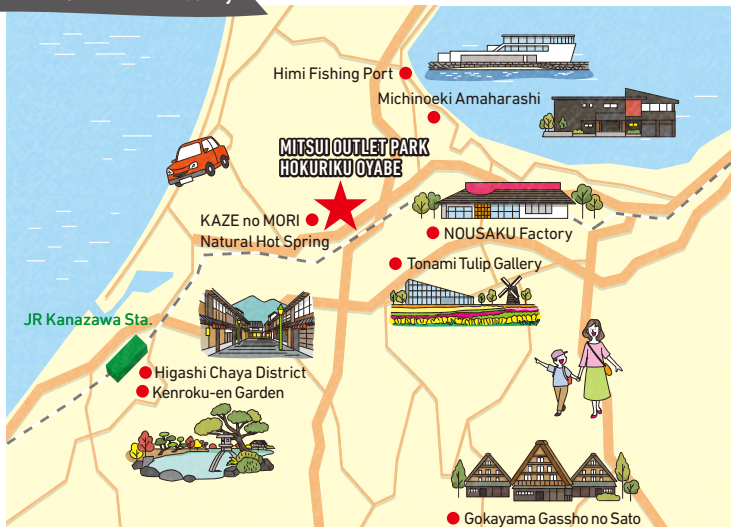 Himi Fishing Port
Michinoeki Amaharashi
MITSUI OUTLET PARK
HOKURIKU OYABE
KAZE no MORI
Natural Hot Spring
NOUSAKU Factory
Tonami Tulip Gallery
JR Kanazawa Sta.
Higashi Chaya District
Kenroku-en Garden
Gokayama Gassho no Sato